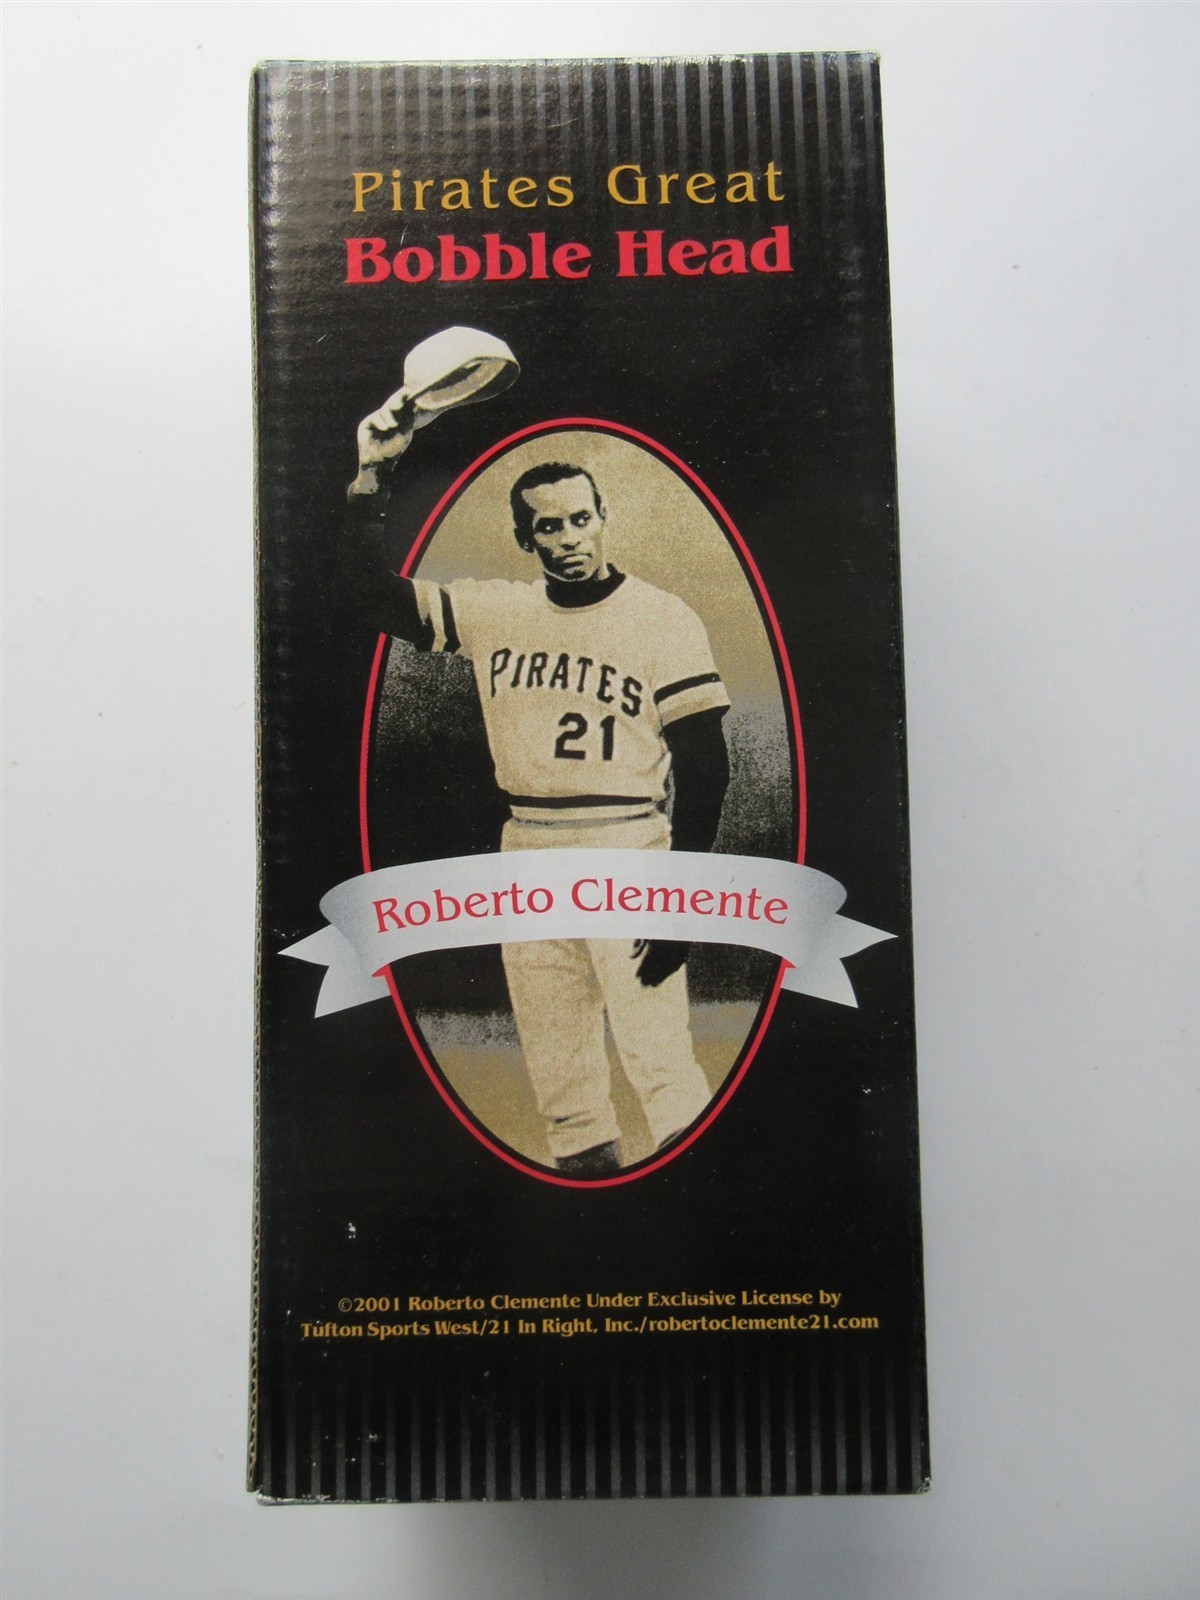 Pirates Great
Bobble Head
PIRATES
21
Roberto Clemente
©2001 Roberto Clemente Under Exclusive License by
Tufton Sports West/21 In Right, Inc./robertoclemente21.com